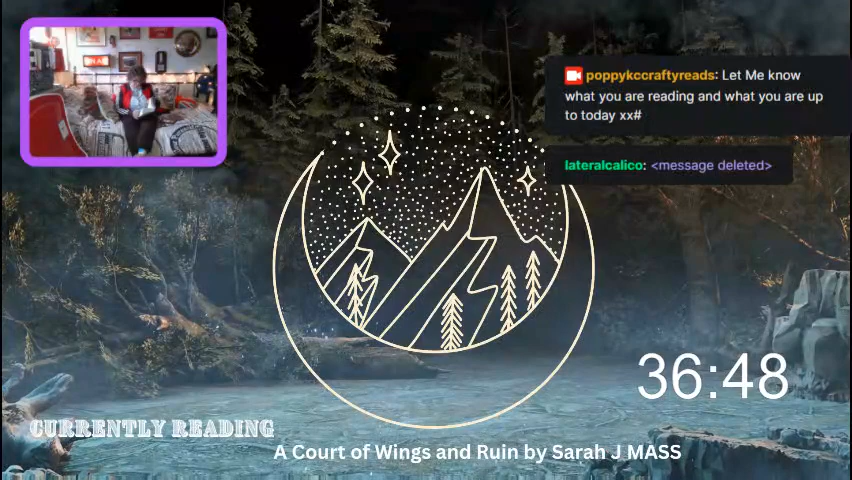 poppykccraftyreads: Let Me know
what you are reading and what you are up
to today xx#
lateralcalico: <message deleted>
36:48
CURRENTLY READING
A Court of Wings and Ruin by Sarah J MASS